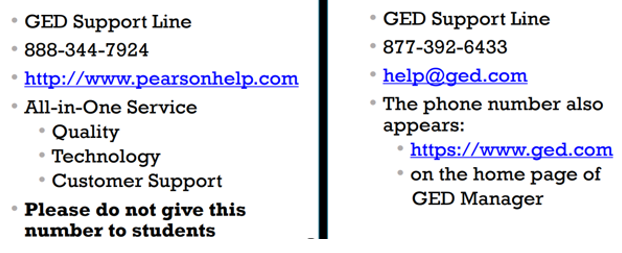 GED Support Line
888-344-7924
http://www.pearsonhelp.com
All-in-One Service
Quality
Technology
Customer Support
Please do not give this
number to students
GED Support Line
877-392-6433
help@ged.com
The phone number also
appears:
https://www.ged.com
on the home page of
GED Manager